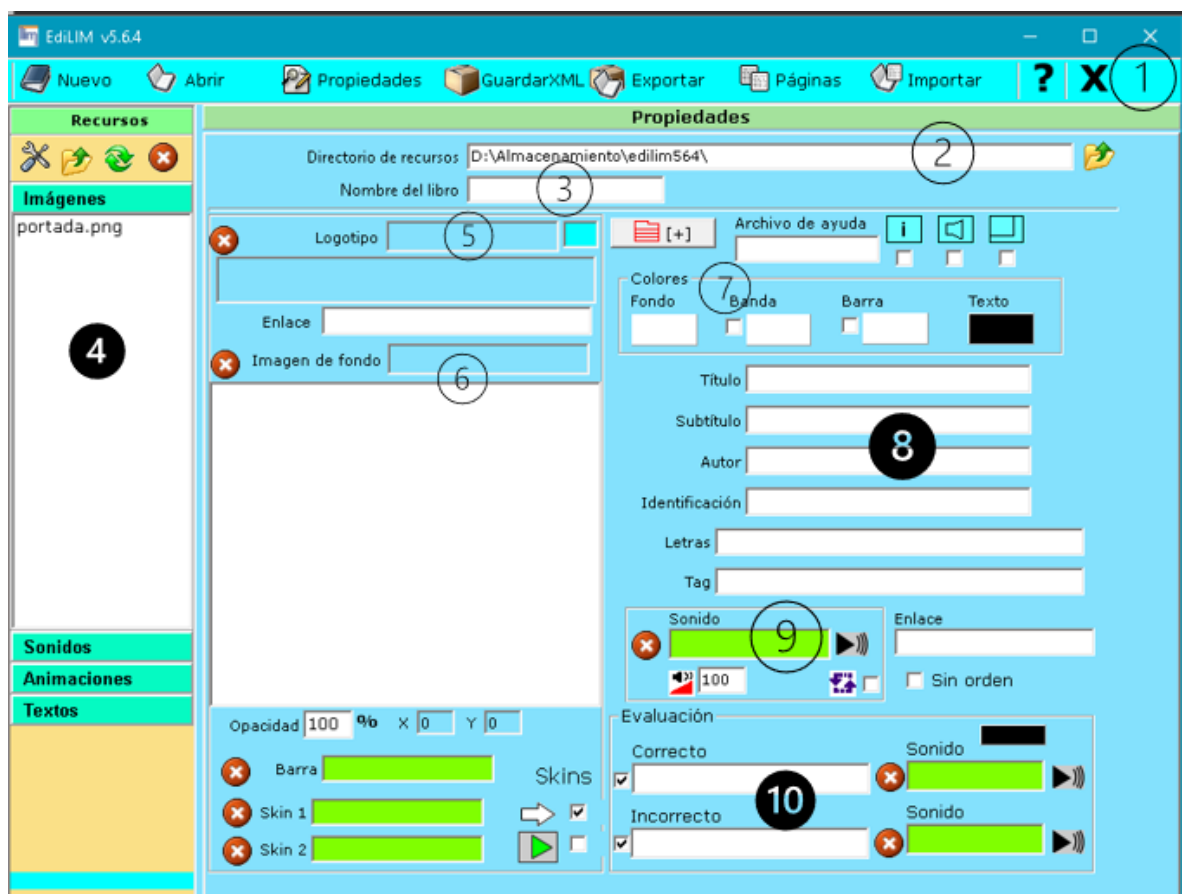 EdiLIM v5.6.4
Nuevo Abrir Propiedades GuardarXML Exportar Páginas Importar ? X 1
Recursos
Propiedades
Directorio de recursos D:\Almacenamiento\edilim564\ 2
Nombre del libro 3
Imágenes
portada.png
4
Logotipo 5
Enlace
Imagen de fondo
6
[+] Archivo de ayuda i
Colores 7
Fondo Banda Barra Texto
Título
Subtítulo
8
Autor
Identificación
Letras
Tag
Sonido 9 Enlace
100 Sin orden
Sonidos
Animaciones
Textos
Opacidad 100 % X 0 Y 0
Barra Skins
Skin 1
Skin 2
Evaluación
Correcto Sonido
10
Incorrecto Sonido